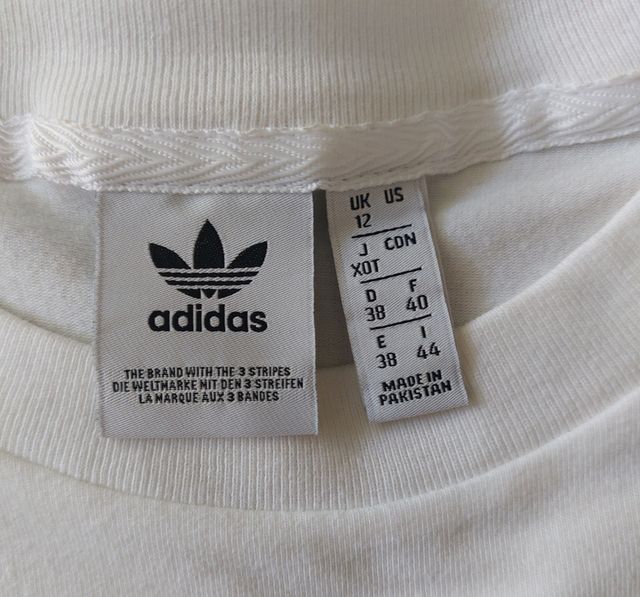 adidas
THE BRAND WITH THE 3 STRIPES
DIE WELTMARKE MIT DEN 3 STREIFEN
LA MARQUE AUX 3 BANDES
UK US
12
J CDN
XOT
D F
38 40
E I
38 44
MADE IN
PAKISTAN